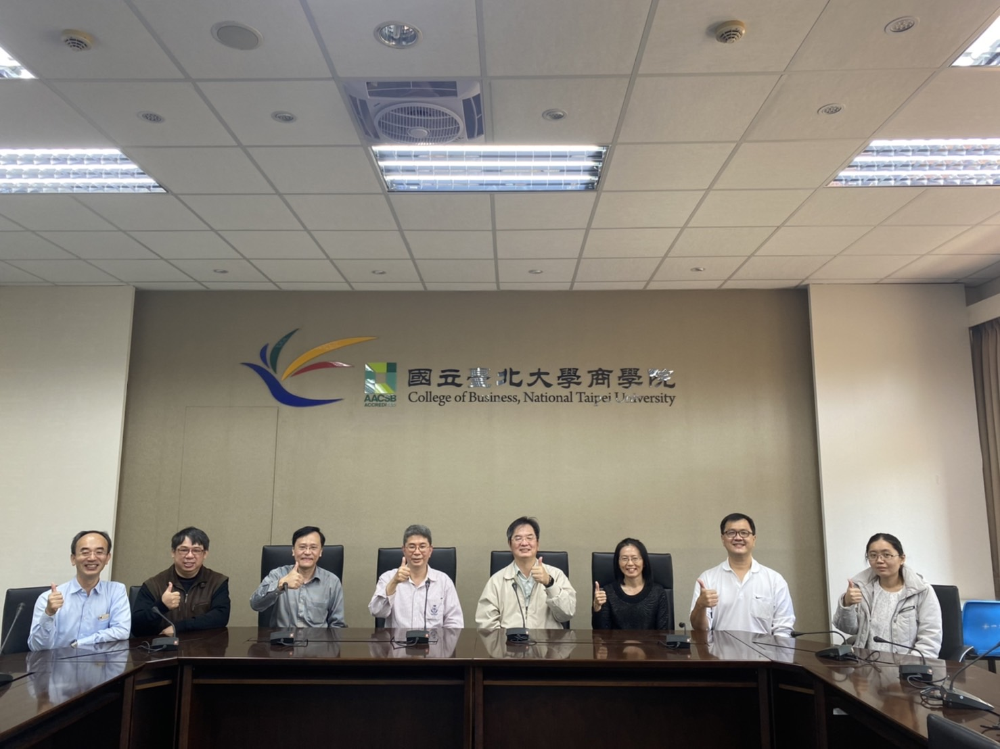 國立臺北大學商學院
College of Business, National Taipei University
AACSB
ACCREDITED